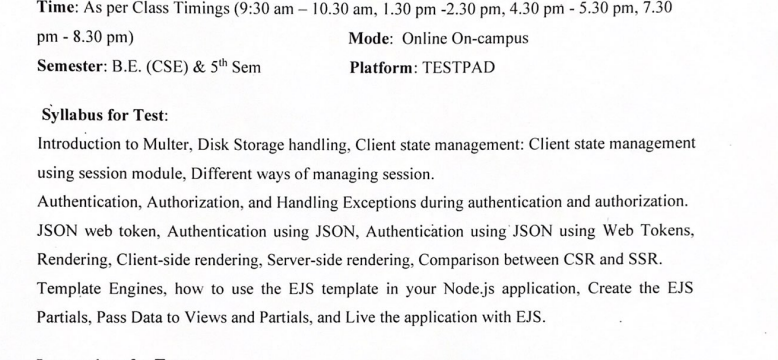 Time: As per Class Timings (9:30 am – 10.30 am, 1.30 pm -2.30 pm, 4.30 pm - 5.30 pm, 7.30
pm - 8.30 pm) Mode: Online On-campus
Semester: B.E. (CSE) & 5th Sem Platform: TESTPAD
Syllabus for Test:
Introduction to Multer, Disk Storage handling, Client state management: Client state management
using session module, Different ways of managing session.
Authentication, Authorization, and Handling Exceptions during authentication and authorization.
JSON web token, Authentication using JSON, Authentication using JSON using Web Tokens,
Rendering, Client-side rendering, Server-side rendering, Comparison between CSR and SSR.
Template Engines, how to use the EJS template in your Node.js application, Create the EJS
Partials, Pass Data to Views and Partials, and Live the application with EJS.